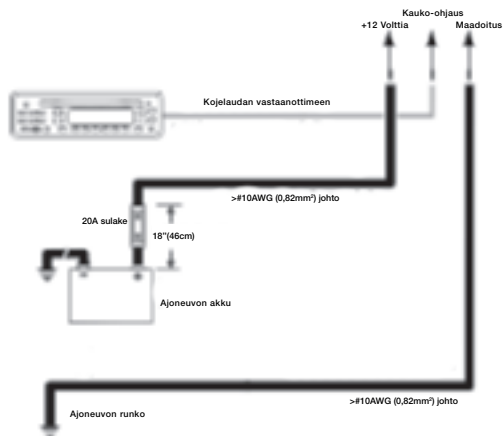 Kauko-ohjaus
+12 Volttia
Maadoitus
Kojelaudan vastaanottimeen
>#10AWG (0,82mm²) johto
20A sulake
18"(46cm)
Ajoneuvon akku
>#10AWG (0,82mm²) johto
Ajoneuvon runko